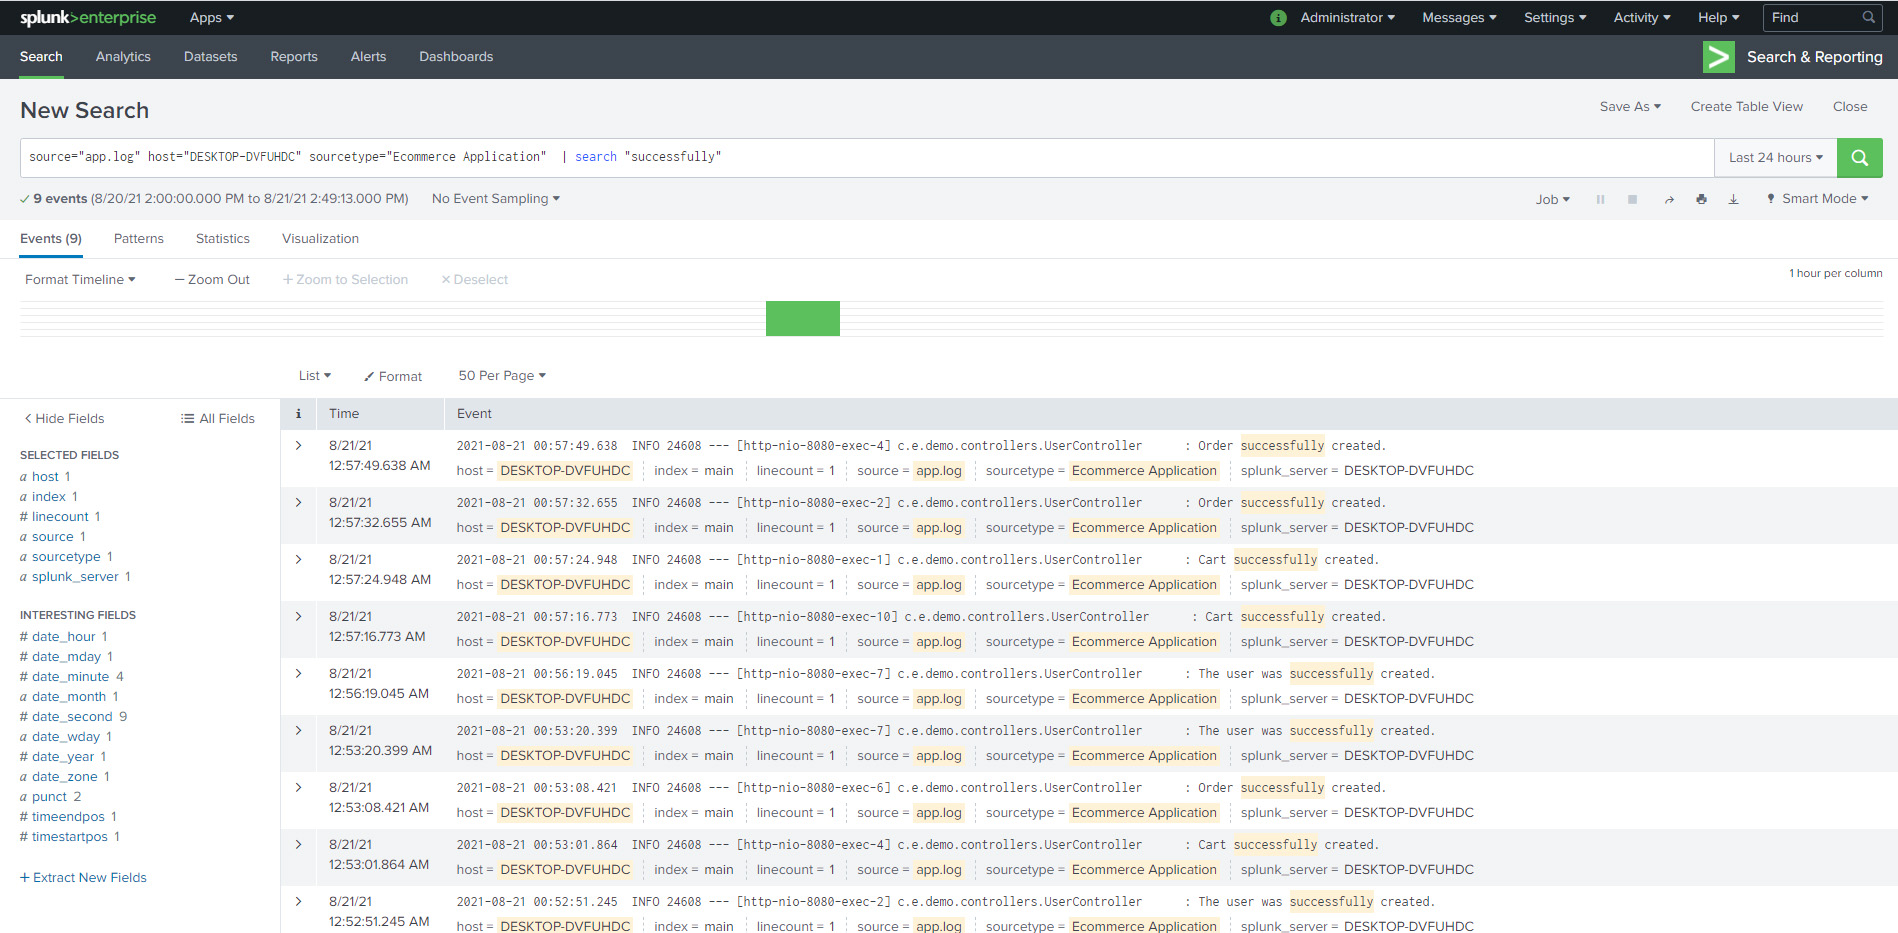 splunk>enterprise Apps Administrator Messages Settings Activity Help Find
Search Analytics Datasets Reports Alerts Dashboards Search & Reporting
New Search Save As Create Table View Close
source="app.log" host="DESKTOP-DVFUHDC" sourcetype="Ecommerce Application" | search "successfully" Last 24 hours
9 events (8/20/21 2:00:00.000 PM to 8/21/21 2:49:13.000 PM) No Event Sampling Job Smart Mode
Events (9) Patterns Statistics Visualization
Format Timeline — Zoom Out + Zoom to Selection × Deselect 1 hour per column
List Format 50 Per Page
< Hide Fields All Fields
SELECTED FIELDS
a host 1
a index 1
# linecount 1
a source 1
a sourcetype 1
a splunk_server 1
INTERESTING FIELDS
# date_hour 1
# date_mday 1
# date_minute 4
a date_month 1
# date_second 9
a date_wday 1
# date_year 1
a date_zone 1
a punct 2
# timeendpos 1
# timestartpos 1
+ Extract New Fields
i Time Event
8/21/21 2021-08-21 00:57:49.638 INFO 24608 --- [http-nio-8080-exec-4] c.e.demo.controllers.UserController : Order successfully created.
12:57:49.638 AM host = DESKTOP-DVFUHDC index = main linecount = 1 source = app.log sourcetype = Ecommerce Application splunk_server = DESKTOP-DVFUHDC
8/21/21 2021-08-21 00:57:32.655 INFO 24608 --- [http-nio-8080-exec-2] c.e.demo.controllers.UserController : Order successfully created.
12:57:32.655 AM host = DESKTOP-DVFUHDC index = main linecount = 1 source = app.log sourcetype = Ecommerce Application splunk_server = DESKTOP-DVFUHDC
8/21/21 2021-08-21 00:57:24.948 INFO 24608 --- [http-nio-8080-exec-1] c.e.demo.controllers.UserController : Cart successfully created.
12:57:24.948 AM host = DESKTOP-DVFUHDC index = main linecount = 1 source = app.log sourcetype = Ecommerce Application splunk_server = DESKTOP-DVFUHDC
8/21/21 2021-08-21 00:57:16.773 INFO 24608 --- [http-nio-8080-exec-10] c.e.demo.controllers.UserController : Cart successfully created.
12:57:16.773 AM host = DESKTOP-DVFUHDC index = main linecount = 1 source = app.log sourcetype = Ecommerce Application splunk_server = DESKTOP-DVFUHDC
8/21/21 2021-08-21 00:56:19.045 INFO 24608 --- [http-nio-8080-exec-7] c.e.demo.controllers.UserController : The user was successfully created.
12:56:19.045 AM host = DESKTOP-DVFUHDC index = main linecount = 1 source = app.log sourcetype = Ecommerce Application splunk_server = DESKTOP-DVFUHDC
8/21/21 2021-08-21 00:53:20.399 INFO 24608 --- [http-nio-8080-exec-7] c.e.demo.controllers.UserController : The user was successfully created.
12:53:20.399 AM host = DESKTOP-DVFUHDC index = main linecount = 1 source = app.log sourcetype = Ecommerce Application splunk_server = DESKTOP-DVFUHDC
8/21/21 2021-08-21 00:53:08.421 INFO 24608 --- [http-nio-8080-exec-6] c.e.demo.controllers.UserController : Order successfully created.
12:53:08.421 AM host = DESKTOP-DVFUHDC index = main linecount = 1 source = app.log sourcetype = Ecommerce Application splunk_server = DESKTOP-DVFUHDC
8/21/21 2021-08-21 00:53:01.864 INFO 24608 --- [http-nio-8080-exec-4] c.e.demo.controllers.UserController : Cart successfully created.
12:53:01.864 AM host = DESKTOP-DVFUHDC index = main linecount = 1 source = app.log sourcetype = Ecommerce Application splunk_server = DESKTOP-DVFUHDC
8/21/21 2021-08-21 00:52:51.245 INFO 24608 --- [http-nio-8080-exec-2] c.e.demo.controllers.UserController : The user was successfully created.
12:52:51.245 AM host = DESKTOP-DVFUHDC index = main linecount = 1 source = app.log sourcetype = Ecommerce Application splunk_server = DESKTOP-DVFUHDC